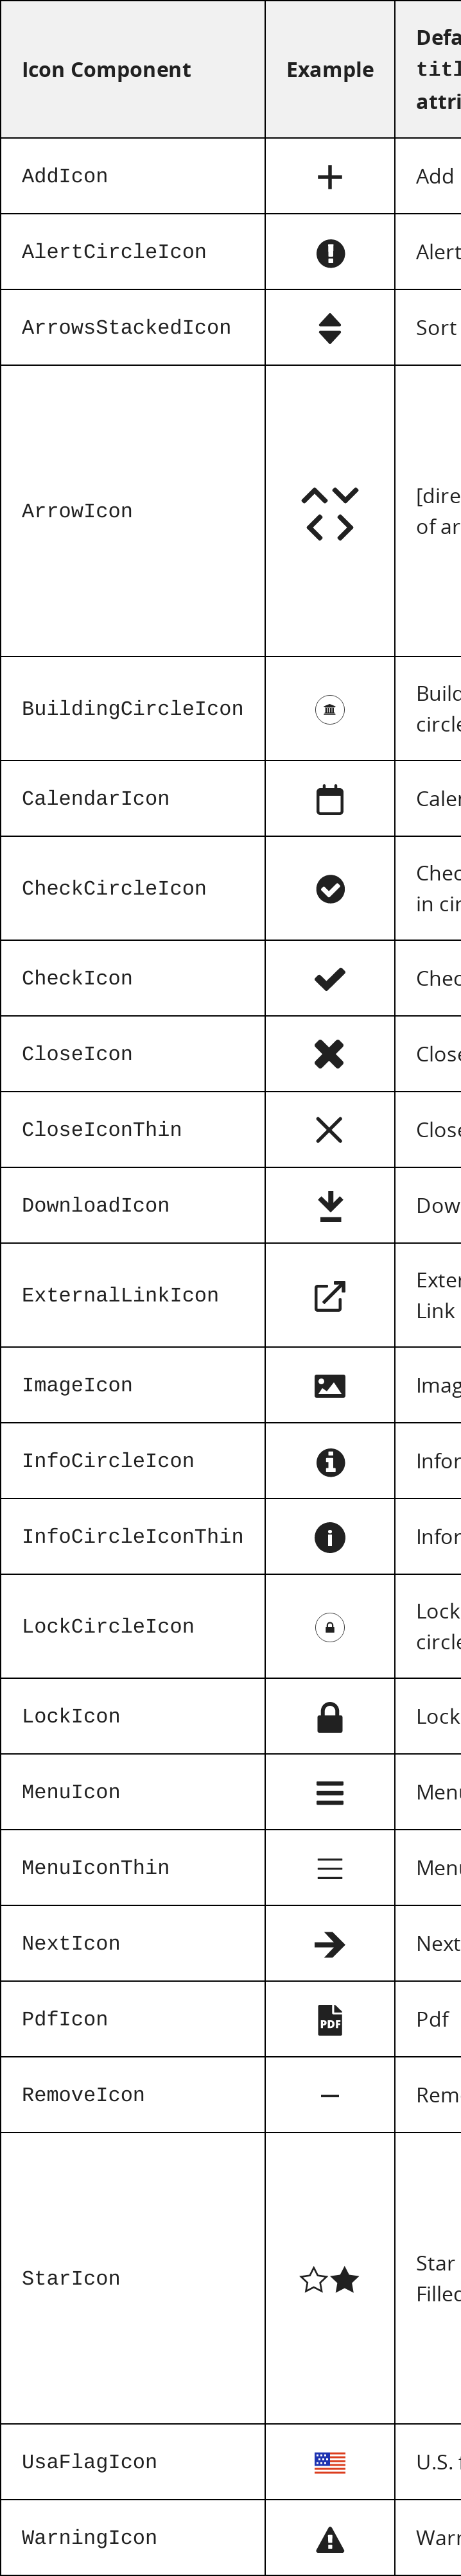 Icon Component Example Defa
titl
attri
AddIcon Add
AlertCircleIcon Alert
ArrowsStackedIcon Sort
ArrowIcon [dire
of ar
BuildingCircleIcon Build
circle
CalendarIcon Caler
CheckCircleIcon Chec
in cir
CheckIcon Chec
CloseIcon Close
CloseIconThin Close
DownloadIcon Dow
ExternalLinkIcon Exter
Link
ImageIcon Imag
InfoCircleIcon Infor
InfoCircleIconThin Infor
LockCircleIcon Lock
circle
LockIcon Lock
MenuIcon Menu
MenuIconThin Menu
NextIcon Next
PdfIcon PDF Pdf
RemoveIcon Rem
StarIcon Star
Filled
UsaFlagIcon U.S.
WarningIcon Warr